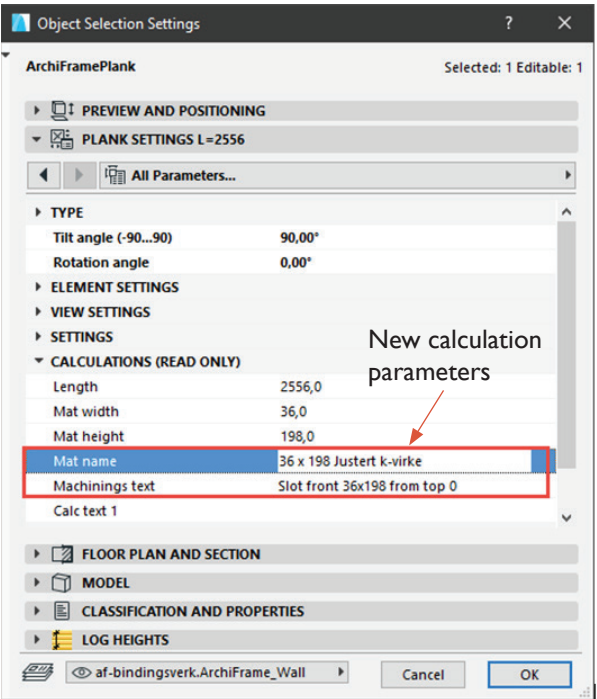 Object Selection Settings ? ×
ArchiFramePlank Selected: 1 Editable: 1
PREVIEW AND POSITIONING
PLANK SETTINGS L=2556
All Parameters...
TYPE
Tilt angle (-90...90) 90,00°
Rotation angle 0,00°
ELEMENT SETTINGS
VIEW SETTINGS
SETTINGS
New calculation
parameters
CALCULATIONS (READ ONLY)
Length 2556,0
Mat width 36,0
Mat height 198,0
Mat name 36 x 198 Justert k-virke
Machinings text Slot front 36x198 from top 0
Calc text 1
FLOOR PLAN AND SECTION
MODEL
CLASSIFICATION AND PROPERTIES
LOG HEIGHTS
af-bindingsverk.ArchiFrame_Wall Cancel OK